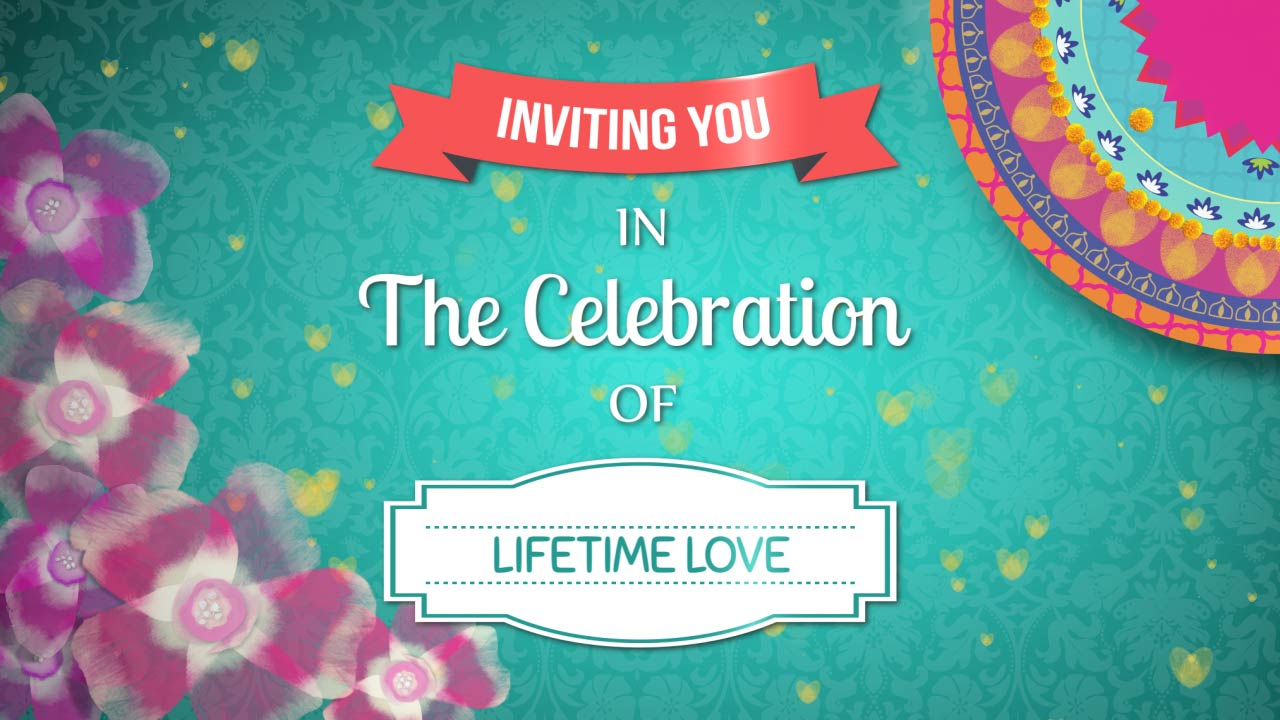 INVITING YOU
IN
The Celebration
OF
LIFETIME LOVE